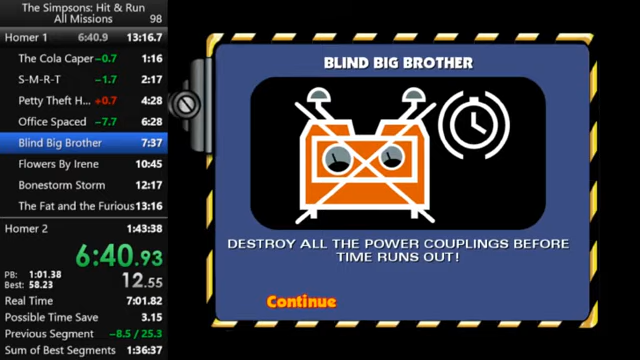 The Simpsons: Hit & Run
All Missions 98
Homer 1 6:40.9 13:16.7
The Cola Caper -0.7 1:16
S-M-R-T -1.7 2:17
Petty Theft H... +0.7 4:28
Office Spaced -7.7 6:28
Blind Big Brother 7:37
Flowers By Irene 10:45
Bonestorm Storm 12:17
The Fat and the Furious 13:16
Homer 2 1:43:38
6:40.93
PB: 1:01.38
Best: 58.23 12.55
Real Time 7:01.82
Possible Time Save 3.15
Previous Segment -8.5 / 25.3
Sum of Best Segments 1:36:37
BLIND BIG BROTHER
DESTROY ALL THE POWER COUPLINGS BEFORE
TIME RUNS OUT!
Continue